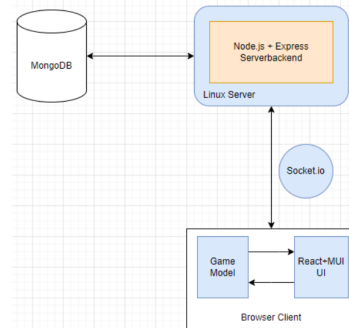 MongoDB
Node.js + Express
Serverbackend
Linux Server
Socket.io
Game
Model
React+MUI
UI
Browser Client